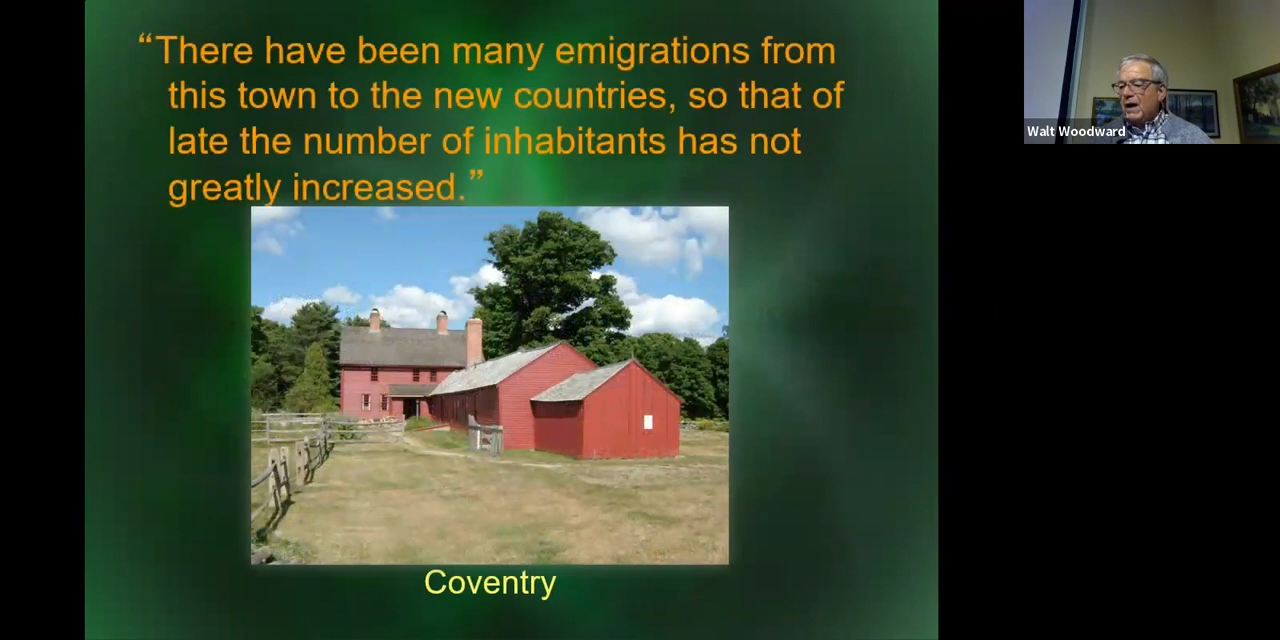 “There have been many emigrations from
this town to the new countries, so that of
late the number of inhabitants has not
greatly increased.”
Coventry
Walt Woodward